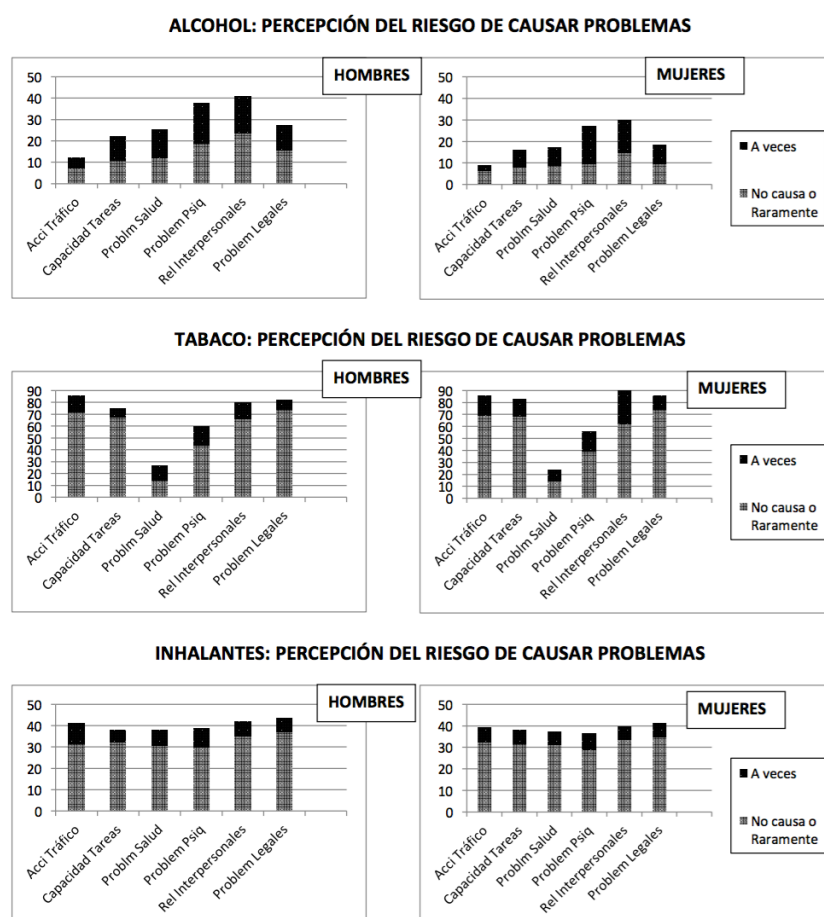 ALCOHOL: PERCEPCIÓN DEL RIESGO DE CAUSAR PROBLEMAS
HOMBRES
50
40
30
20
10
0
Acci Tráfico
Capacidad Tareas
Problm Salud
Problem Psiq
Rel Interpersonales
Problem Legales
MUJERES
50
40
30
20
10
0
Acci Tráfico
Capacidad Tareas
Problm Salud
Problem Psiq
Rel Interpersonales
Problem Legales
A veces
No causa o
Raramente
TABACO: PERCEPCIÓN DEL RIESGO DE CAUSAR PROBLEMAS
HOMBRES
90
80
70
60
50
40
30
20
10
0
Acci Tráfico
Capacidad Tareas
Problm Salud
Problem Psiq
Rel Interpersonales
Problem Legales
MUJERES
90
80
70
60
50
40
30
20
10
0
Acci Tráfico
Capacidad Tareas
Problm Salud
Problem Psiq
Rel Interpersonales
Problem Legales
A veces
No causa o
Raramente
INHALANTES: PERCEPCIÓN DEL RIESGO DE CAUSAR PROBLEMAS
HOMBRES
50
40
30
20
10
0
Acci Tráfico
Capacidad Tareas
Problm Salud
Problem Psiq
Rel Interpersonales
Problem Legales
MUJERES
50
40
30
20
10
0
Acci Tráfico
Capacidad Tareas
Problm Salud
Problem Psiq
Rel Interpersonales
Problem Legales
A veces
No causa o
Raramente